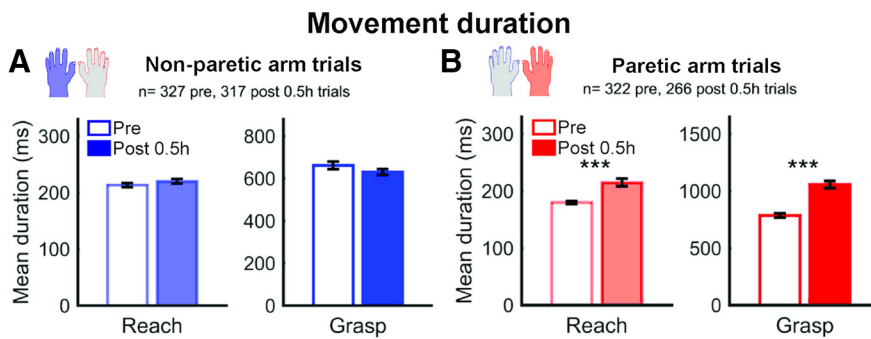 Movement duration
A
Non-paretic arm trials
n= 327 pre, 317 post 0.5h trials
Mean duration (ms)
300
200
100
0
Pre
Post 0.5h
Reach
800
600
400
200
0
Grasp
B
Paretic arm trials
n= 322 pre, 266 post 0.5h trials
Mean duration (ms)
300
200
100
0
Pre
Post 0.5h
***
Reach
1500
1000
500
0
***
Grasp